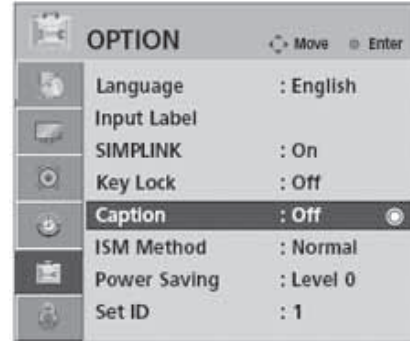 OPTION Move Enter
Language : English
Input Label
SIMPLINK : On
Key Lock : Off
Caption : Off
ISM Method : Normal
Power Saving : Level 0
Set ID : 1